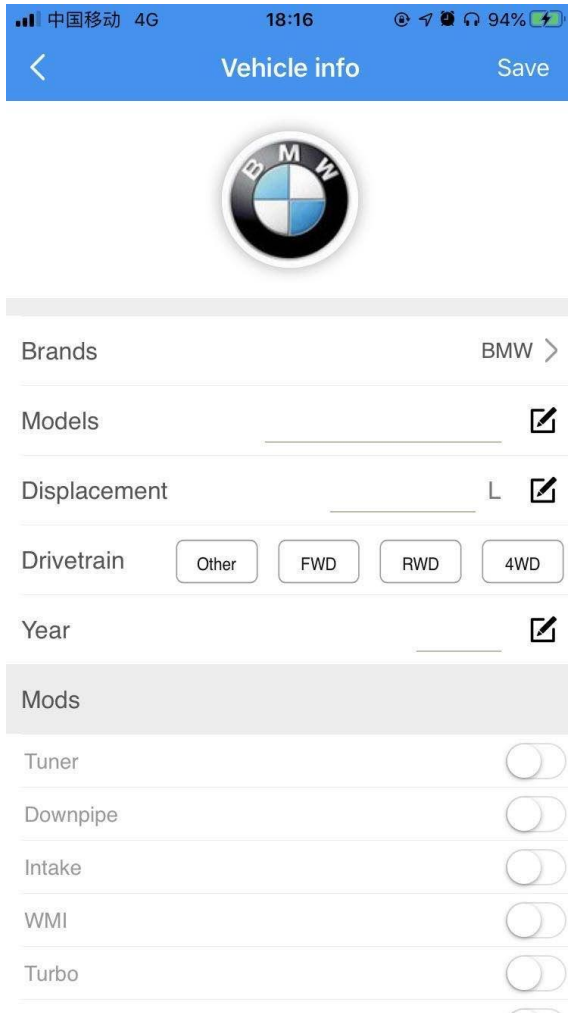 中国移动 4G 18:16 94%
Vehicle info Save
BMW
Brands BMW
Models
Displacement L
Drivetrain Other FWD RWD 4WD
Year
Mods
Tuner
Downpipe
Intake
WMI
Turbo